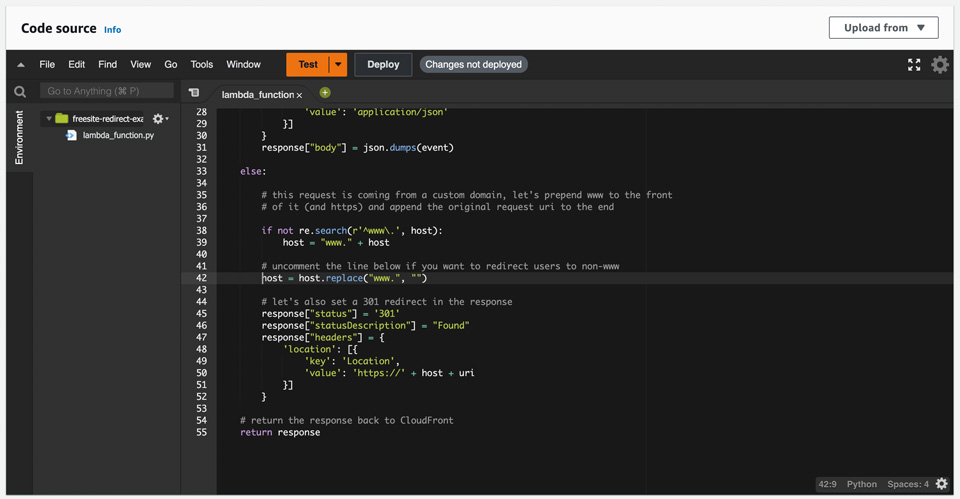 Code source Info
Upload from
File Edit Find View Go Tools Window Test Deploy Changes not deployed
Go to Anything (⌘ P)
lambda_function
Environment
freesite-redirect-exa
lambda_function.py
28 'value': 'application/json'
29 }]
30 }
31 response["body"] = json.dumps(event)
32
33 else:
34
35 # this request is coming from a custom domain, let's prepend www to the front
36 # of it (and https) and append the original request uri to the end
37
38 if not re.search(r'^www\.', host):
39 host = "www." + host
40
41 # uncomment the line below if you want to redirect users to non-www
42 host = host.replace("www.", "")
43
44 # let's also set a 301 redirect in the response
45 response["status"] = '301'
46 response["statusDescription"] = "Found"
47 response["headers"] = {
48 'location': [{
49 'key': 'Location',
50 'value': 'https://' + host + uri
51 }]
52 }
53
54 # return the response back to CloudFront
55 return response
42:9 Python Spaces: 4